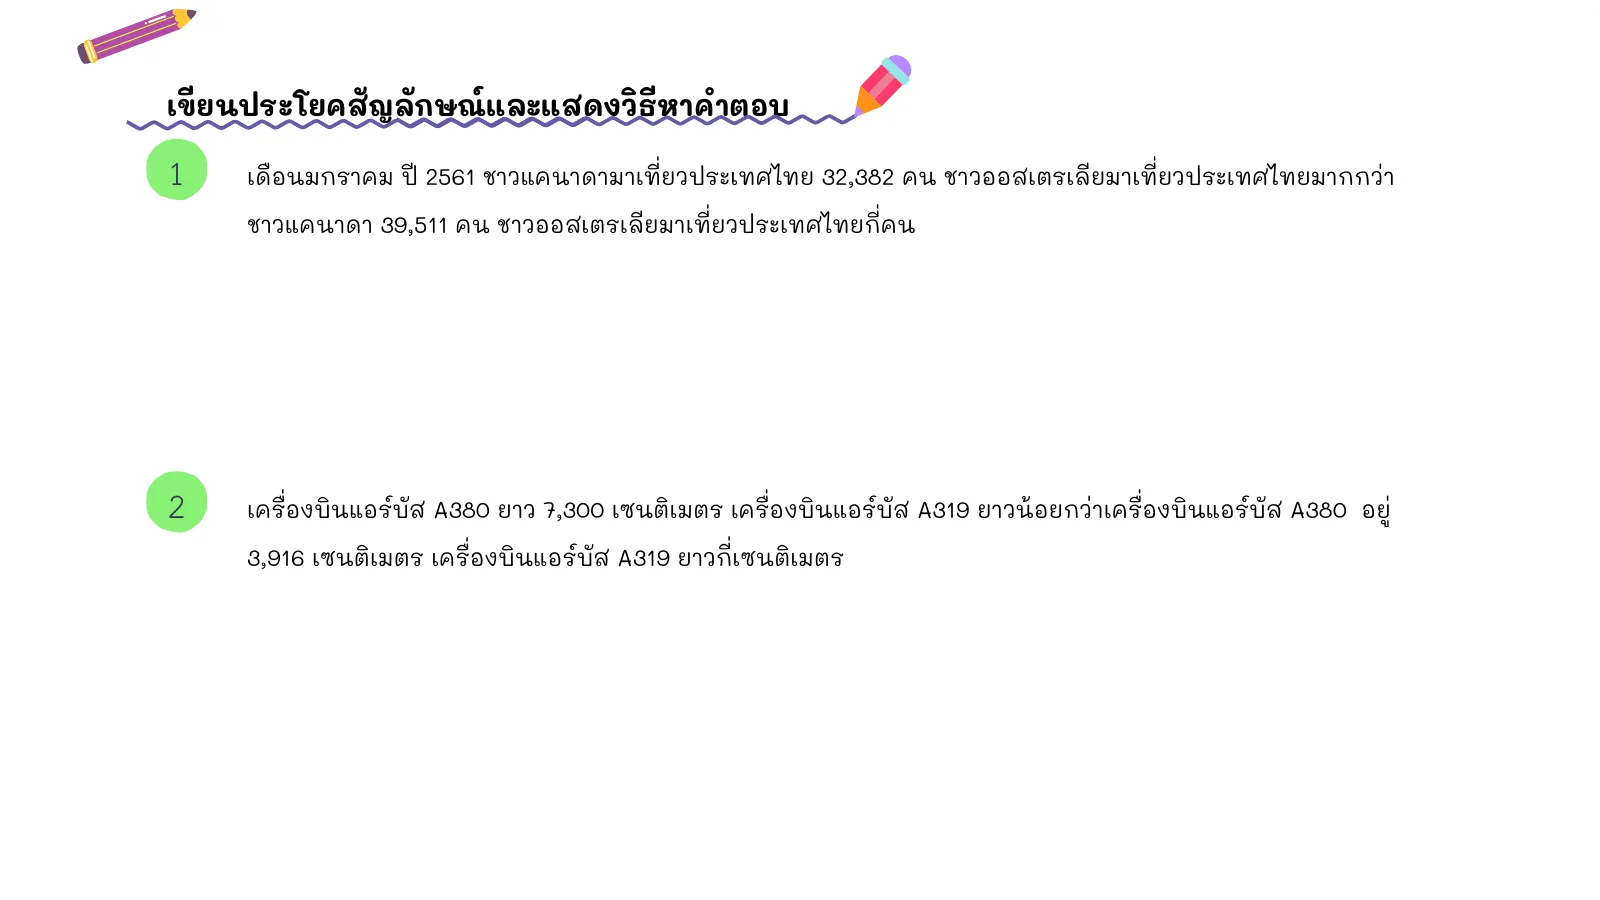 เขียนประโยคสัญลักษณ์และแสดงวิธีหาคำตอบ
1
เดือนมกราคม ปี 2561 ชาวแคนาดามาเที่ยวประเทศไทย 32,382 คน ชาวออสเตรเลียมาเที่ยวประเทศไทยมากกว่า
ชาวแคนาดา 39,511 คน ชาวออสเตรเลียมาเที่ยวประเทศไทยกี่คน
2
เครื่องบินแอร์บัส A380 ยาว 7,300 เซนติเมตร เครื่องบินแอร์บัส A319 ยาวน้อยกว่าเครื่องบินแอร์บัส A380 อยู่
3,916 เซนติเมตร เครื่องบินแอร์บัส A319 ยาวกี่เซนติเมตร